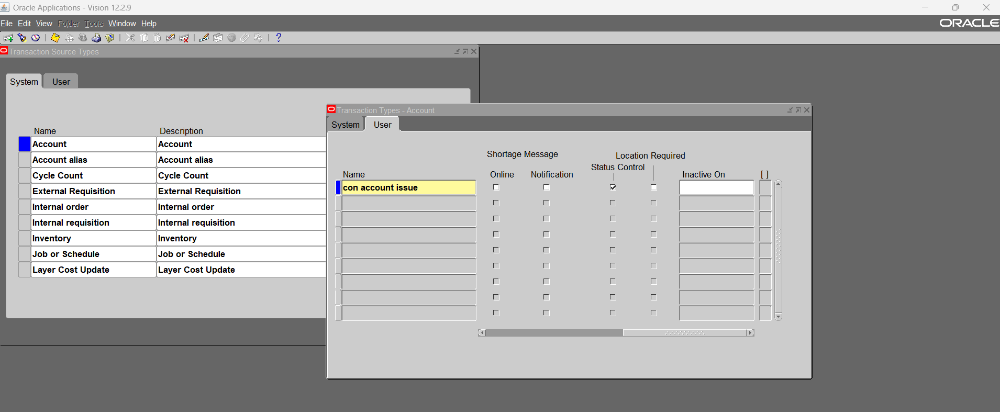 Oracle Applications - Vision 12.2.9
File Edit View Folder Tools Window Help
ORACLE
Transaction Source Types
System User
Name Description
Account Account
Account alias Account alias
Cycle Count Cycle Count
External Requisition External Requisition
Internal order Internal order
Internal requisition Internal requisition
Inventory Inventory
Job or Schedule Job or Schedule
Layer Cost Update Layer Cost Update
Transaction Types - Account
System User
Shortage Message
Location Required
Status Control
Name Online Notification Inactive On [ ]
con account issue